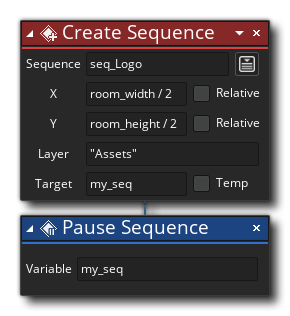 Create Sequence
Sequence seq_Logo
X room_width / 2 Relative
Y room_height / 2 Relative
Layer "Assets"
Target my_seq Temp
Pause Sequence
Variable my_seq